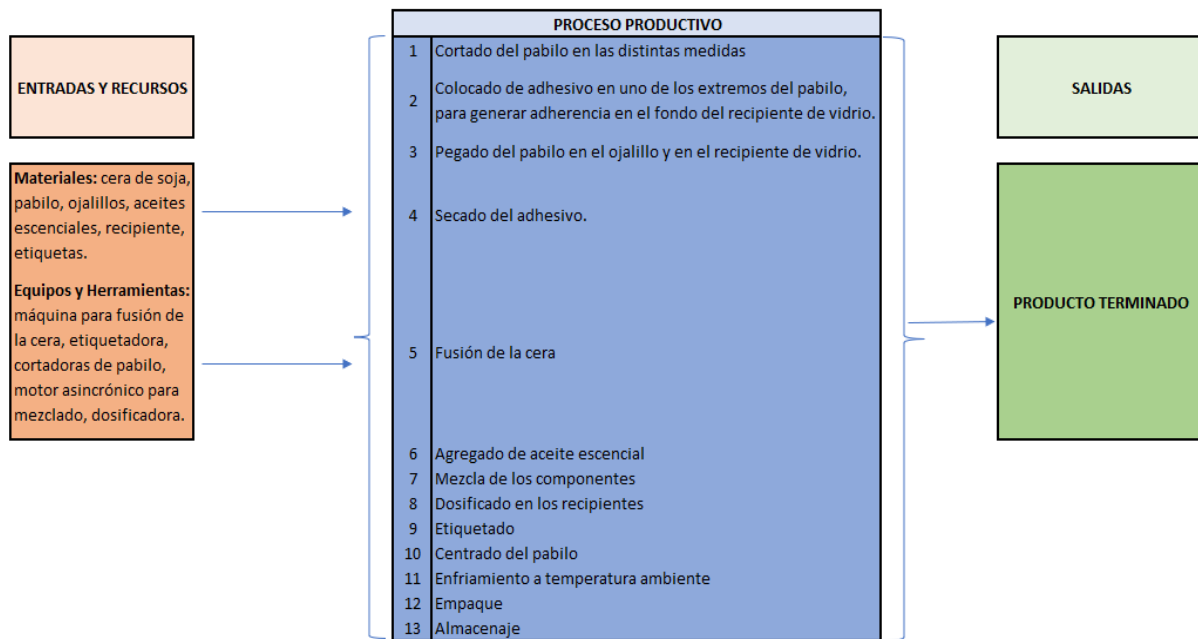 ENTRADAS Y RECURSOS
Materiales: cera de soja,
pabilo, ojalillos, aceites
escenciales, recipiente,
etiquetas.
Equipos y Herramientas:
máquina para fusión de
la cera, etiquetadora,
cortadoras de pabilo,
motor asincrónico para
mezclado, dosificadora.
PROCESO PRODUCTIVO
1 Cortado del pabilo en las distintas medidas
2 Colocado de adhesivo en uno de los extremos del pabilo,
para generar adherencia en el fondo del recipiente de vidrio.
3 Pegado del pabilo en el ojalillo y en el recipiente de vidrio.
4 Secado del adhesivo.
5 Fusión de la cera
6 Agregado de aceite escencial
7 Mezcla de los componentes
8 Dosificado en los recipientes
9 Etiquetado
10 Centrado del pabilo
11 Enfriamiento a temperatura ambiente
12 Empaque
13 Almacenaje
SALIDAS
PRODUCTO TERMINADO